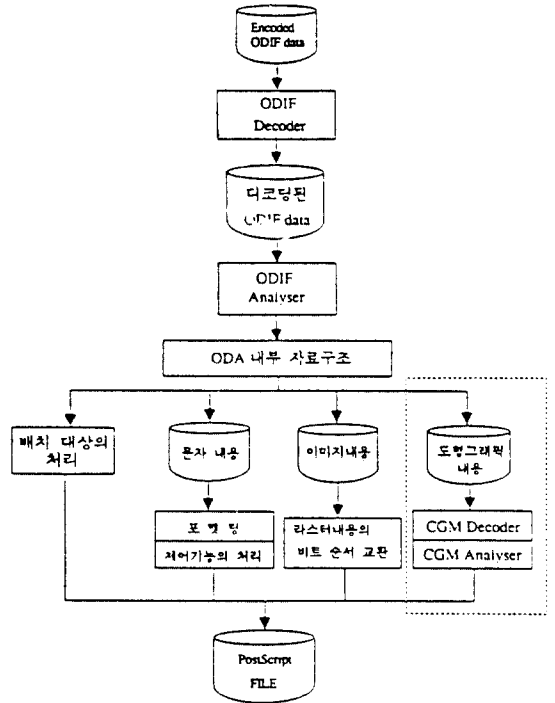 Encoded
ODIF data
ODIF
Decoder
디코딩된
ODIF data
ODIF
Analyser
ODA 내부 자료구조
배치 대상의
처리
문자 내용
이미지내용
도형그래픽
내용
포멧팅
제어기능의 처리
라스터내용의
비트 순서 교환
CGM Decoder
CGM Analyser
PostScript
FILE